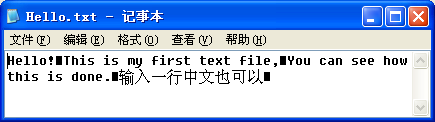 Hello.txt - 记事本
文件(F) 编辑(E) 格式(O) 查看(V) 帮助(H)
Hello!■This is my first text file,■You can see how
this is done.■输入一行中文也可以■